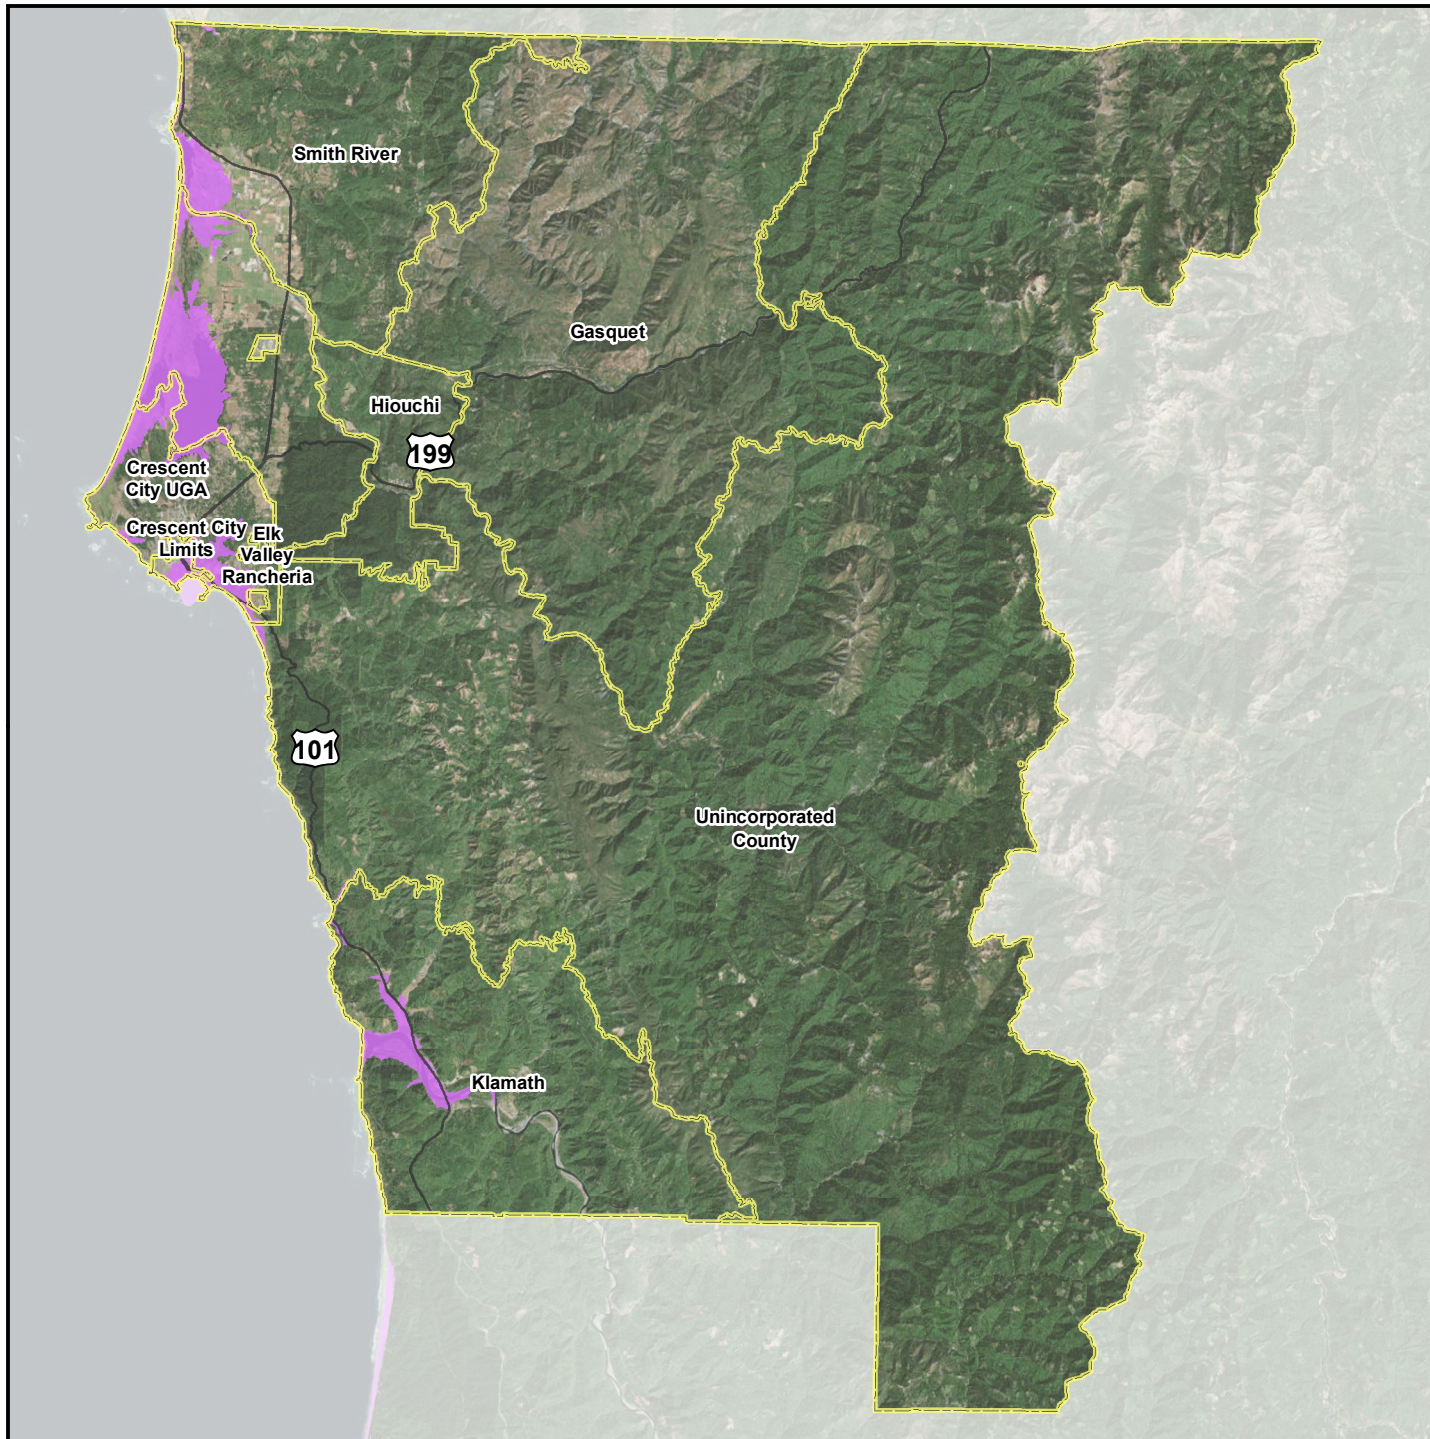 Smith River
Gasquet
Hiouchi
199
Crescent
City UGA
Crescent City
Limits
Elk
Valley
Rancheria
101
Unincorporated
County
Klamath